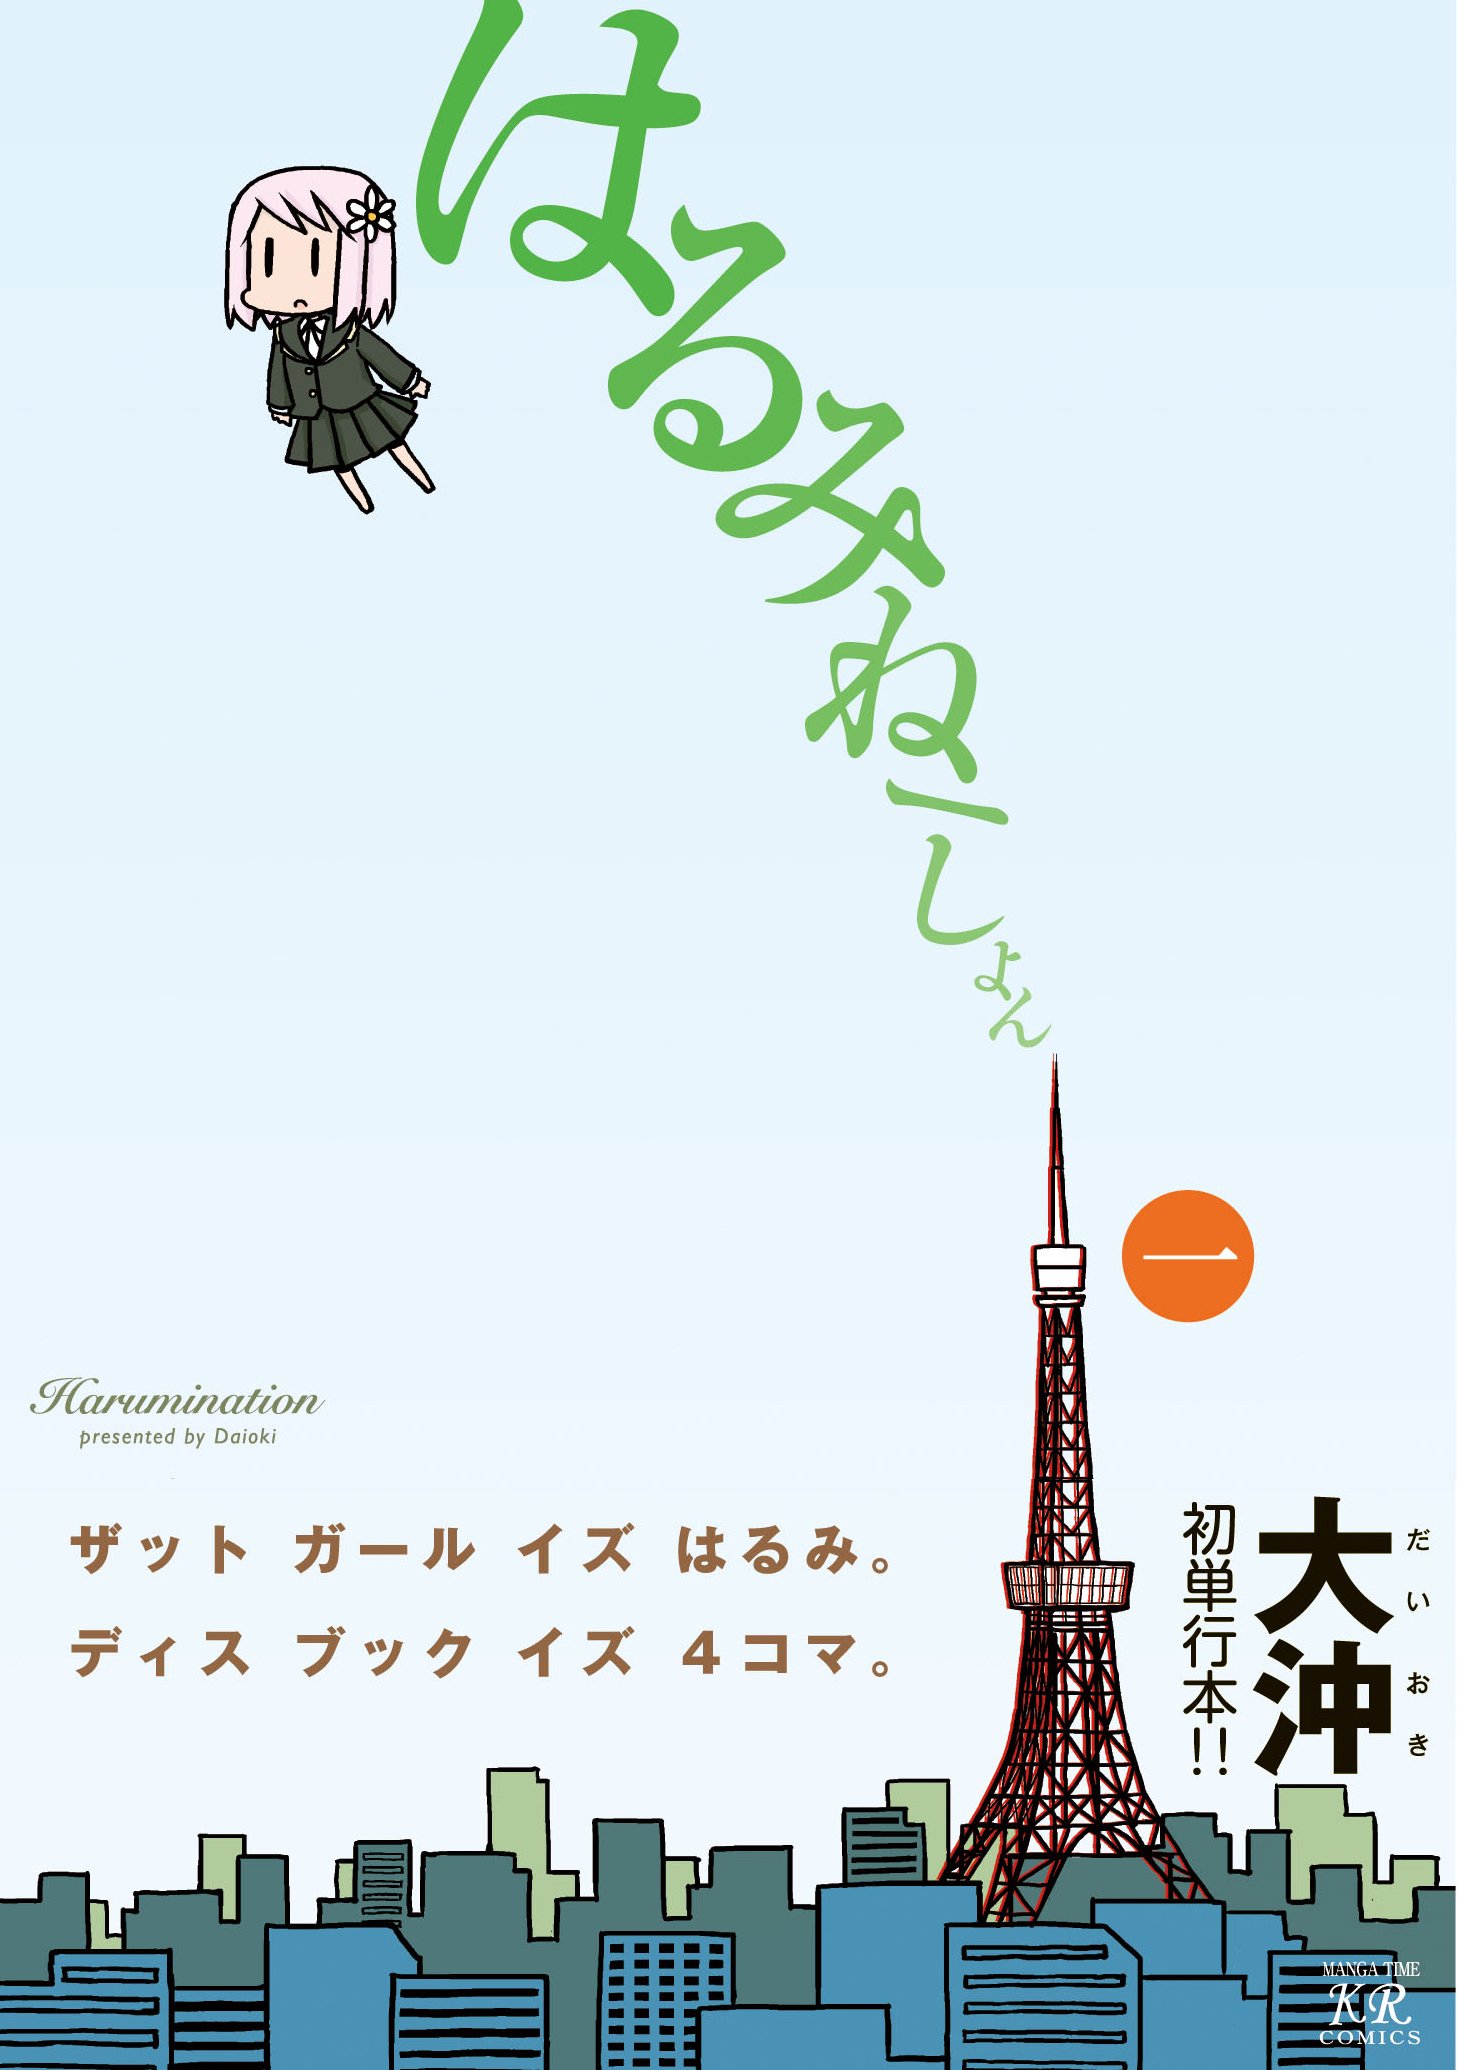 はるみねーしょん
一
Harumination
presented by Daioki
ザット ガール イズ はるみ。
ディス ブック イズ 4コマ。
大沖
だいおき
初単行本!!
MANGA TIME
KR
COMICS